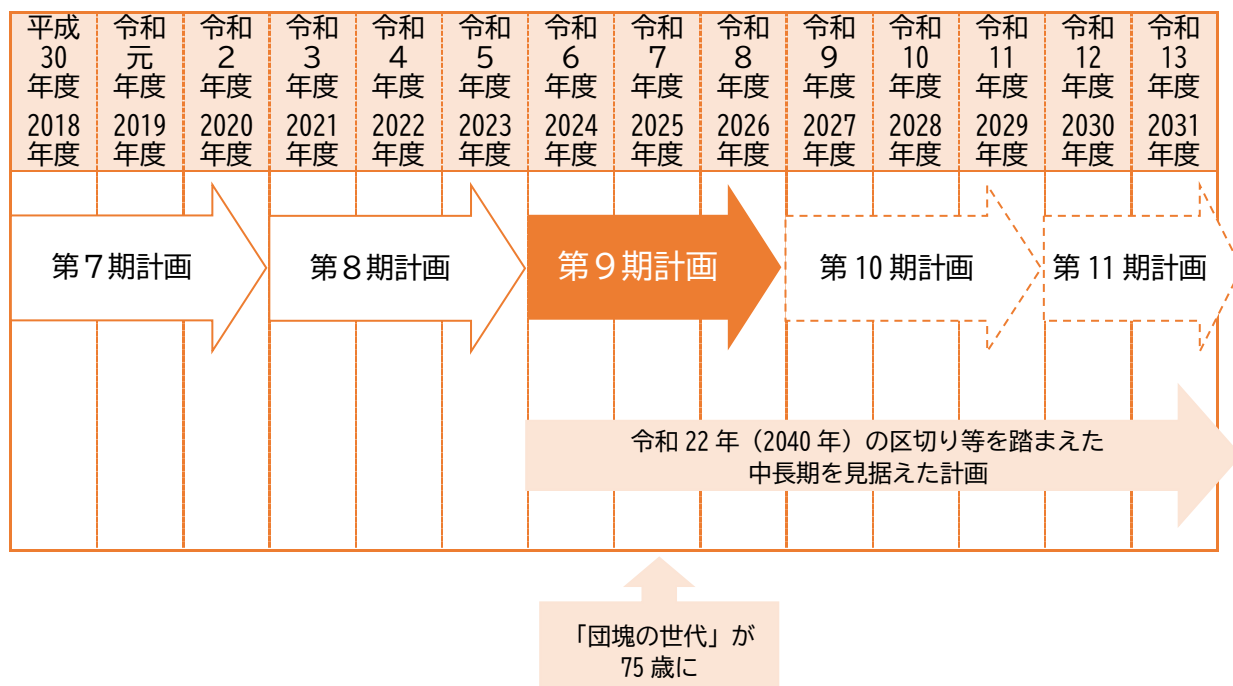 平成 令和 令和 令和 令和 令和 令和 令和 令和 令和 令和 令和 令和 令和
30 元 ２ ３ ４ ５ ６ ７ ８ ９ 10 11 12 13
年度 年度 年度 年度 年度 年度 年度 年度 年度 年度 年度 年度 年度 年度
2018 2019 2020 2021 2022 2023 2024 2025 2026 2027 2028 2029 2030 2031
年度 年度 年度 年度 年度 年度 年度 年度 年度 年度 年度 年度 年度 年度
第７期計画 第８期計画 第９期計画 第 10 期計画 第 11 期計画
令和 22 年（2040 年）の区切り等を踏まえた
中長期を見据えた計画
「団塊の世代」が
75 歳に